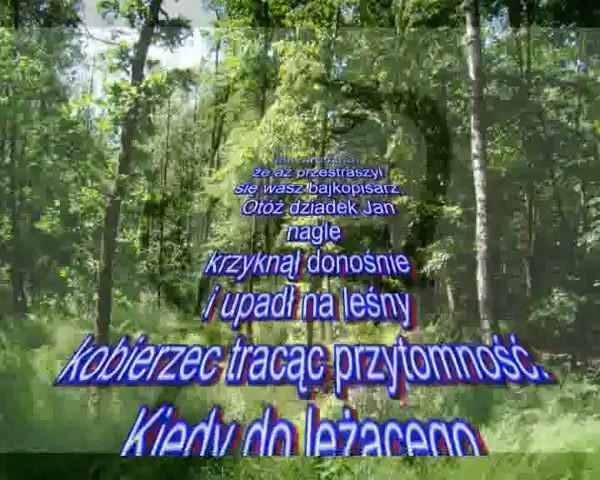 że aż przestraszył
się wasz bajkopisarz.
Otóż dziadek Jan
nagle
krzyknął donośnie
i upadł na leśny
kobierzec tracąc przytomność.
Kiedy do leżącego